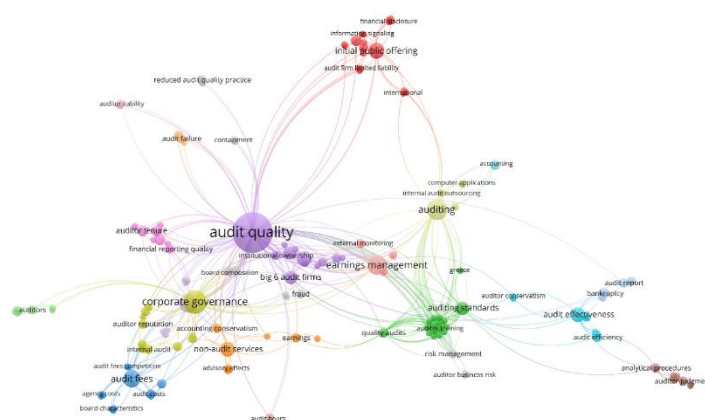 financial disclosure
information signaling
initial public offering
audit firm limited liability
reduced audit quality practice
international
auditor liability
audit failure
containment
accounting
computer applications
internal audit outsourcing
auditing
auditor tenure
audit quality
external monitoring
financial reporting quality
institutional ownership
earnings management
board composition
big 6 audit firms
greece
fraud
audit report
bankruptcy
auditor conservatism
corporate governance
auditing standards
auditors
audit effectiveness
auditor reputation
accounting conservatism
quality audits
earnings
audit efficiency
internal audit
non-audit services
risk management
audit fees competition
advisory effects
analytical procedures
audit fees
auditor business risk
agency costs
audit costs
board characteristics
audit hours